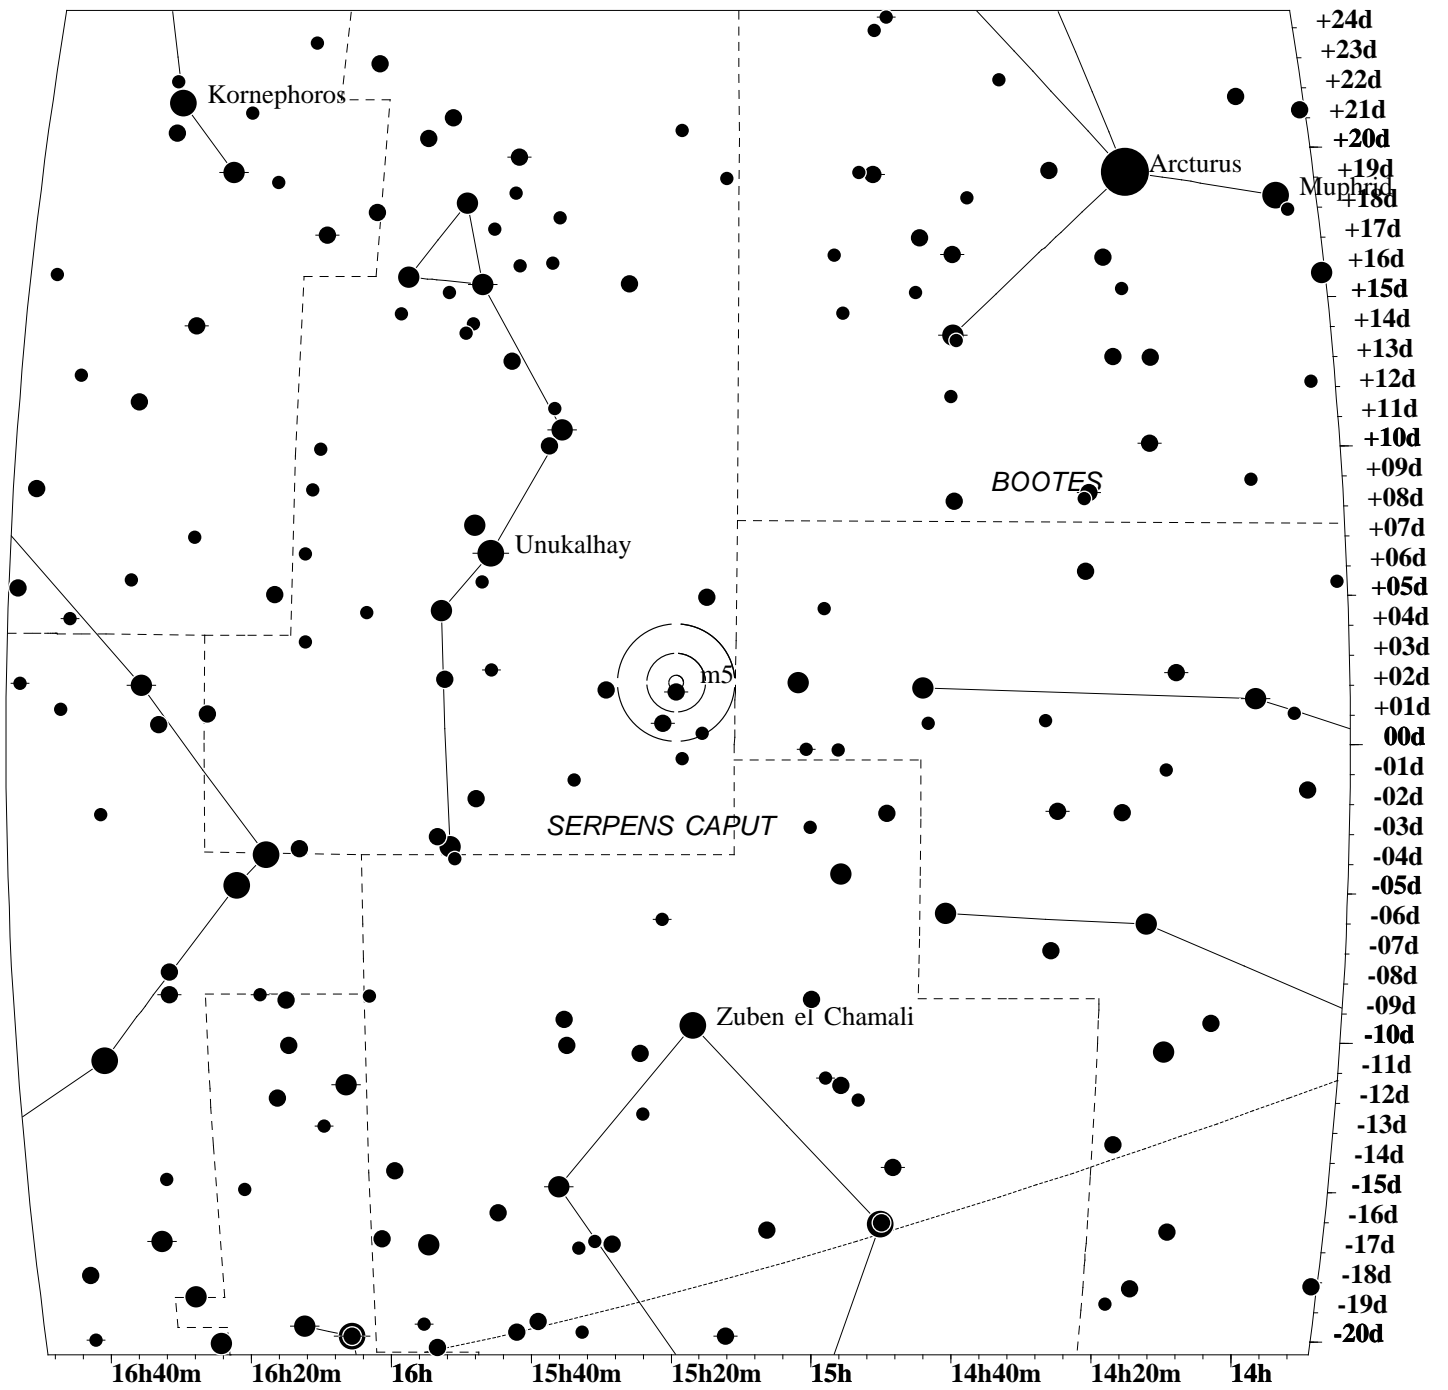 +24d
+23d
+22d
Kornephoros
+21d
+20d
Arcturus
+19d
Muphrid
+18d
+17d
+16d
+15d
+14d
+13d
+12d
+11d
+10d
+09d
BOOTES
+08d
+07d
Unukalhay
+06d
+05d
+04d
+03d
m5
+02d
+01d
00d
-01d
-02d
SERPENS CAPUT
-03d
-04d
-05d
-06d
-07d
-08d
-09d
Zuben el Chamali
-10d
-11d
-12d
-13d
-14d
-15d
-16d
-17d
-18d
-19d
-20d
16h40m 16h20m 16h 15h40m 15h20m 15h 14h40m 14h20m 14h